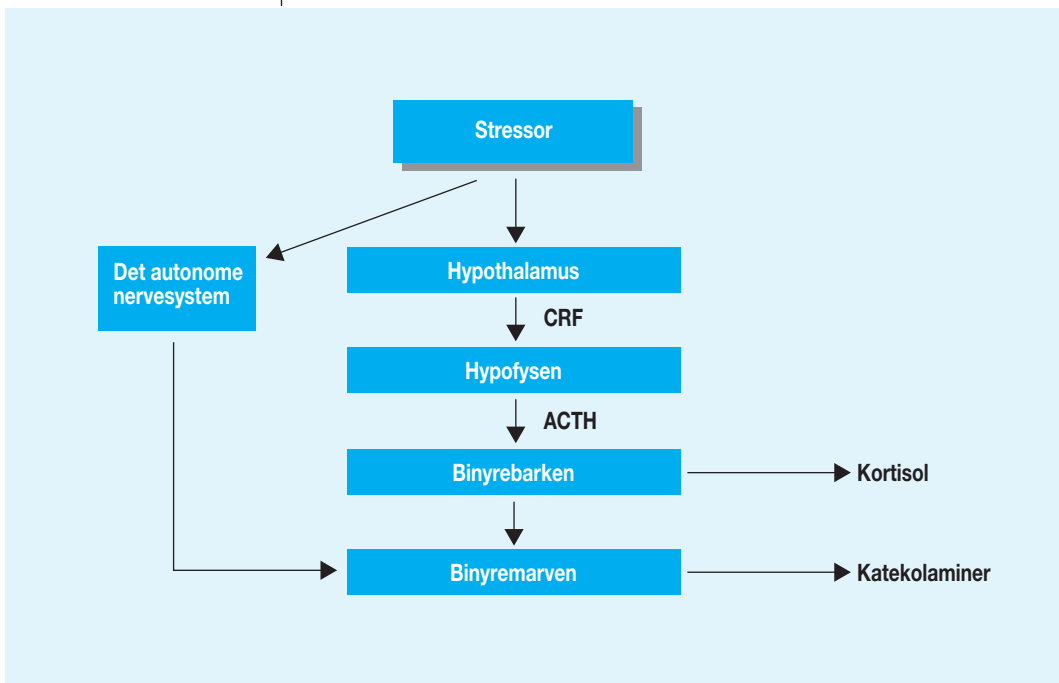 Stressor
Det autonome
nervesystem
Hypothalamus
CRF
Hypofysen
ACTH
Binyrebarken
Kortisol
Binyremarven
Katekolaminer